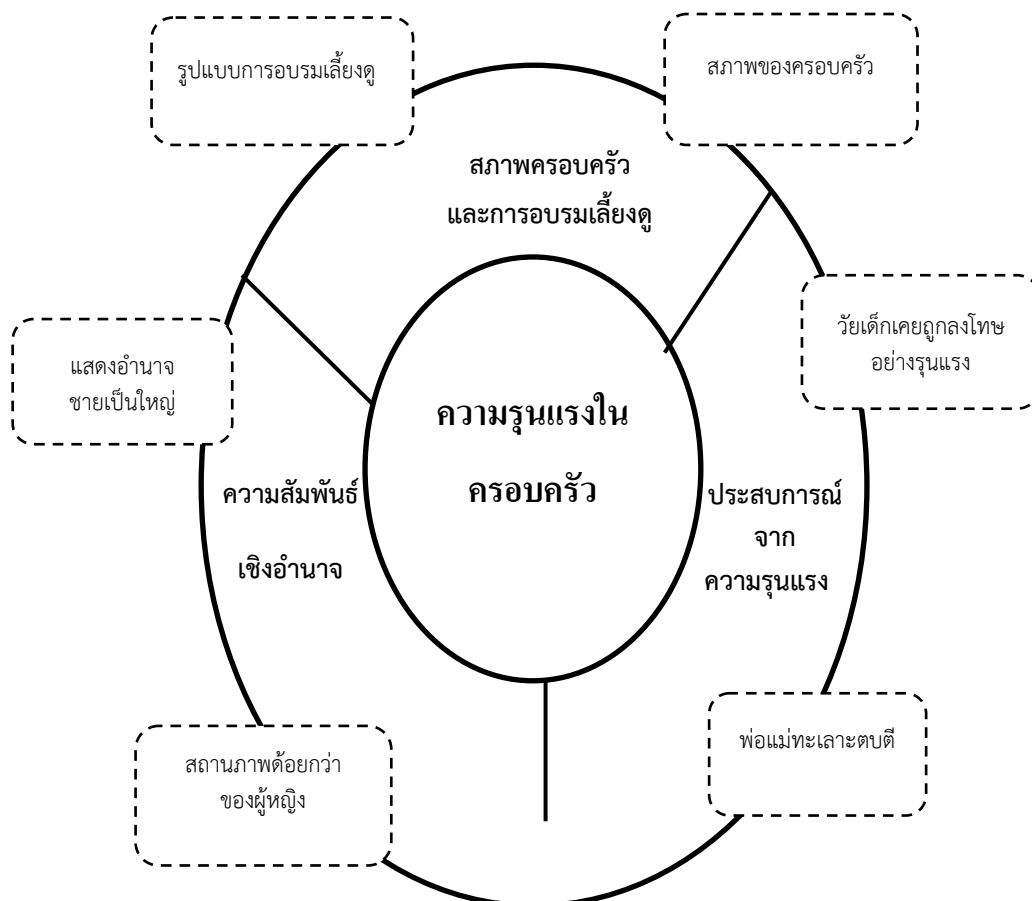 รูปแบบการอบรมเลี้ยงดู
สภาพของครอบครัว
สภาพครอบครัว
และการอบรมเลี้ยงดู
แสดงอำนาจ
ชายเป็นใหญ่
วัยเด็กเคยถูกลงโทษ
อย่างรุนแรง
ความรุนแรงใน
ครอบครัว
ความสัมพันธ์
เชิงอำนาจ
ประสบการณ์
จาก
ความรุนแรง
สถานภาพด้อยกว่า
ของผู้หญิง
พ่อแม่ทะเลาะตบตี